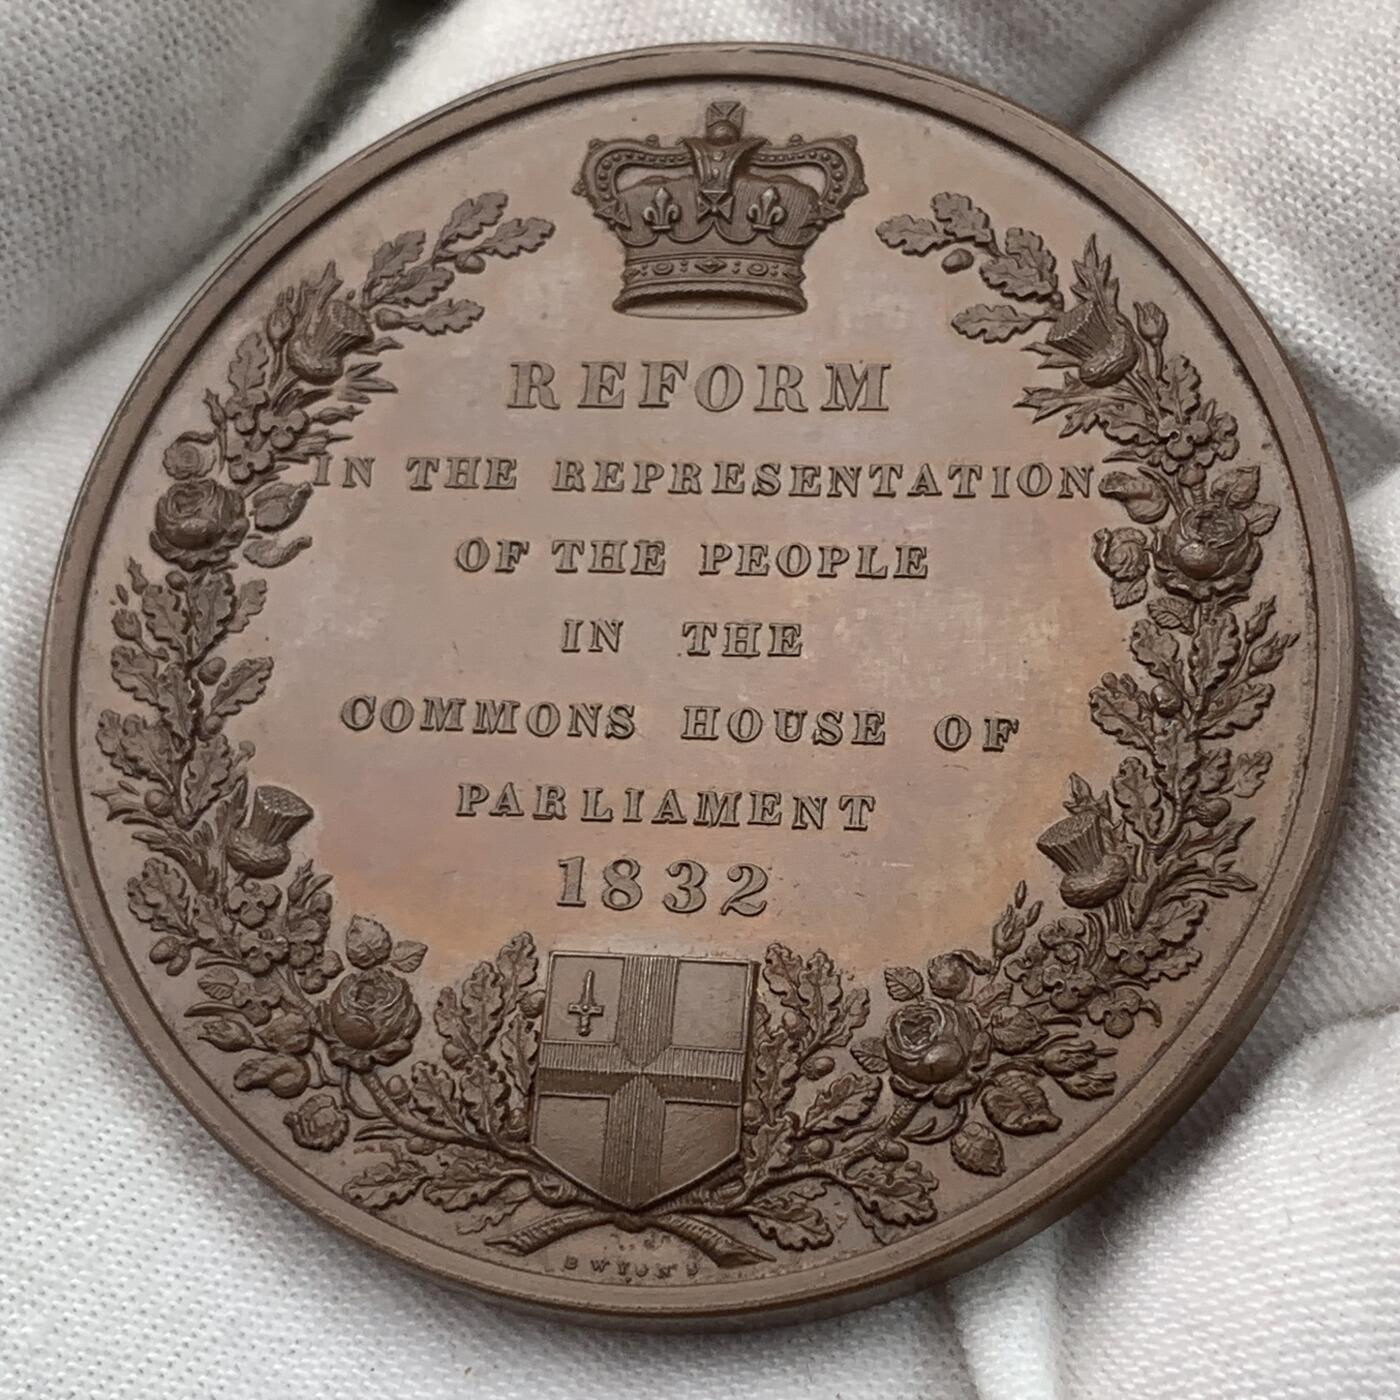 REFORM
IN THE REPRESENTATION
OF THE PEOPLE
IN THE
COMMONS HOUSE OF
PARLIAMENT
1832
B WYON S